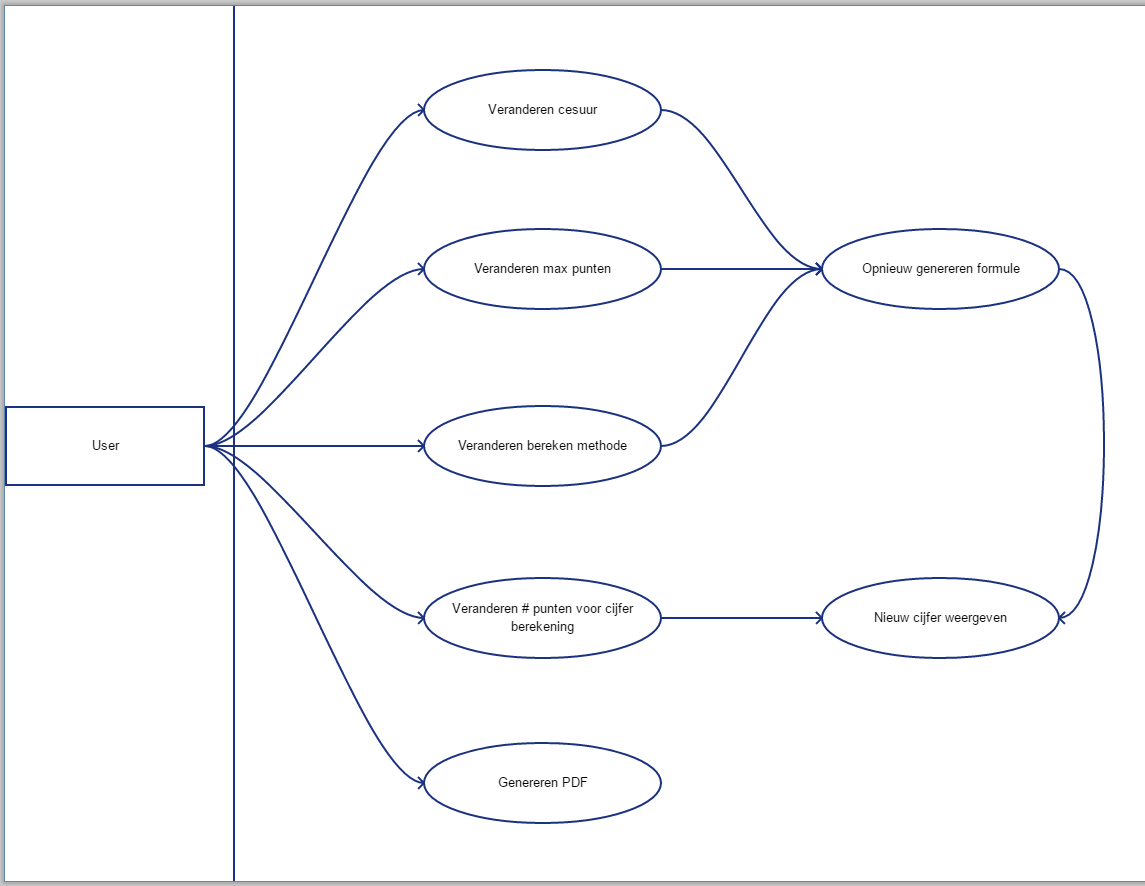 Veranderen cesuur
Veranderen max punten
Opnieuw genereren formule
User
Veranderen bereken methode
Veranderen # punten voor cijfer
berekening
Nieuw cijfer weergeven
Genereren PDF